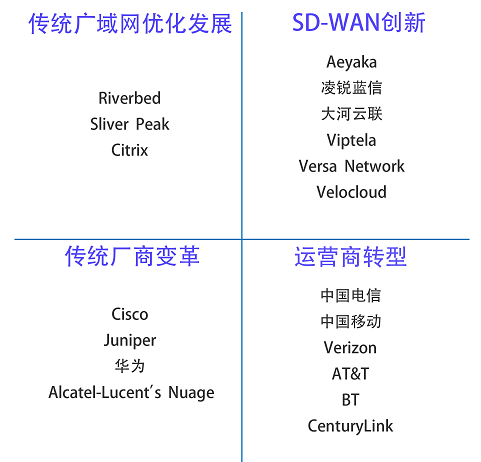 传统广域网优化发展
Riverbed
Sliver Peak
Citrix
SD-WAN创新
Aeyaka
凌锐蓝信
大河云联
Viptela
Versa Network
Velocloud
传统厂商变革
Cisco
Juniper
华为
Alcatel-Lucent's Nuage
运营商转型
中国电信
中国移动
Verizon
AT&T
BT
CenturyLink